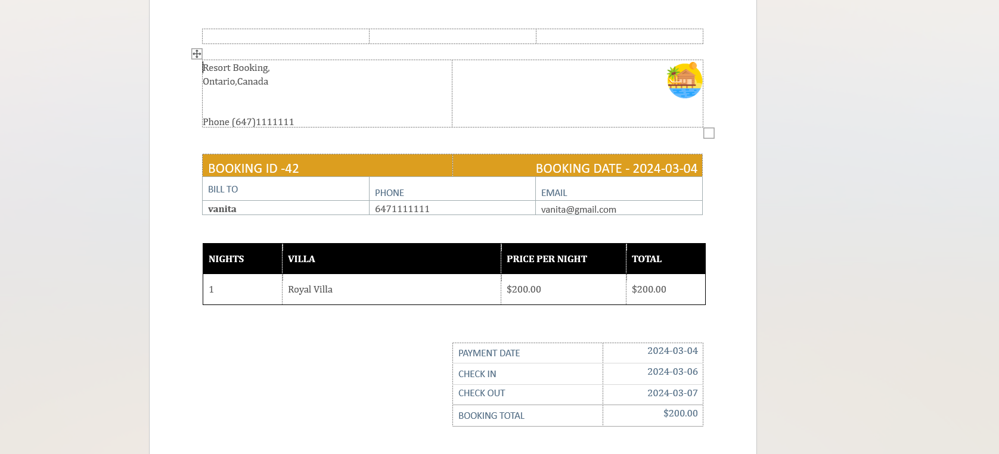 Resort Booking,
Ontario,Canada
Phone (647)1111111
BOOKING ID -42 BOOKING DATE - 2024-03-04
BILL TO PHONE EMAIL
vanita 6471111111 vanita@gmail.com
NIGHTS VILLA PRICE PER NIGHT TOTAL
1 Royal Villa $200.00 $200.00
PAYMENT DATE 2024-03-04
CHECK IN 2024-03-06
CHECK OUT 2024-03-07
BOOKING TOTAL $200.00